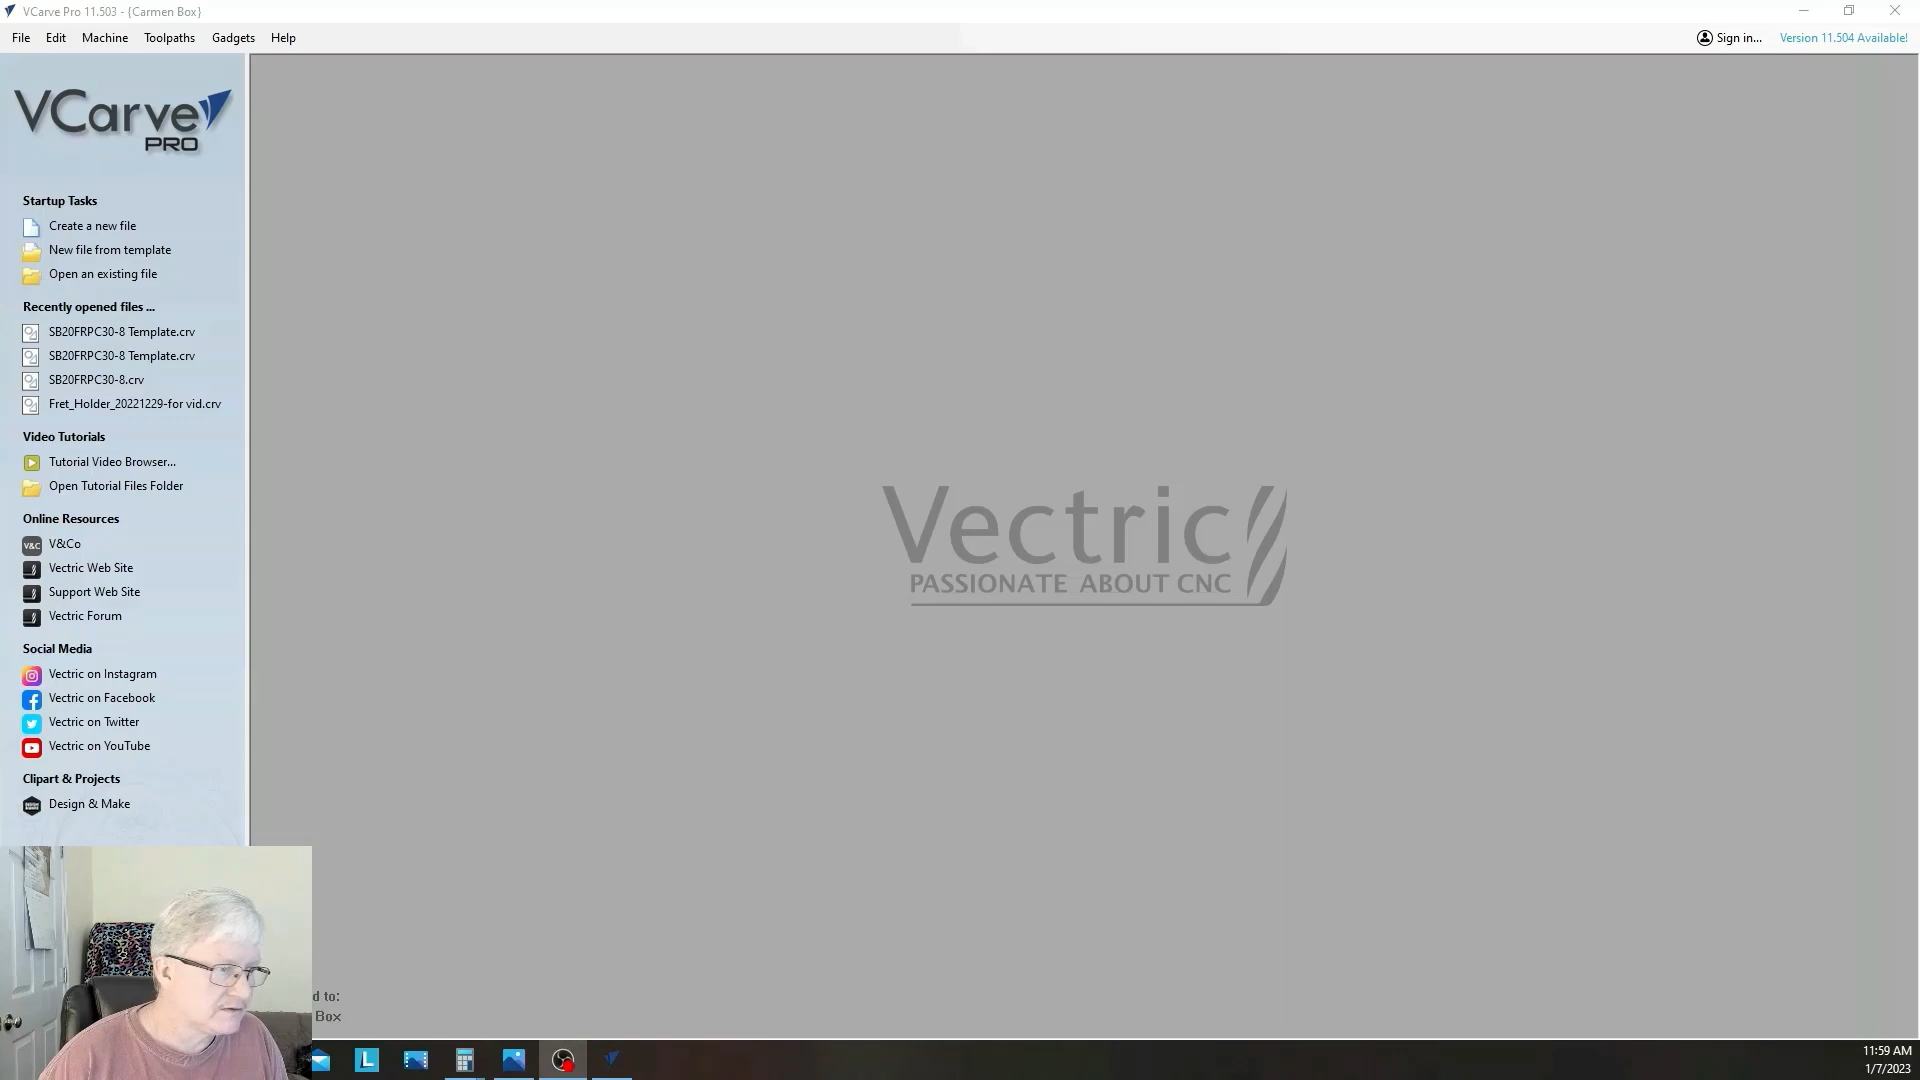 VCarve Pro 11.503 - {Carmen Box}
File Edit Machine Toolpaths Gadgets Help
Sign in... Version 11.504 Available!
VCarve
PRO
Startup Tasks
Create a new file
New file from template
Open an existing file
Recently opened files ...
SB20FRPC30-8 Template.crv
SB20FRPC30-8 Template.crv
SB20FRPC30-8.crv
Fret_Holder_20221229-for vid.crv
Video Tutorials
Tutorial Video Browser...
Open Tutorial Files Folder
Online Resources
V&C V&Co
Vectric Web Site
Support Web Site
Vectric Forum
Social Media
Vectric on Instagram
Vectric on Facebook
Vectric on Twitter
Vectric on YouTube
Clipart & Projects
Design & Make
Vectric
PASSIONATE ABOUT CNC
d to:
Box
L
11:59 AM
1/7/2023